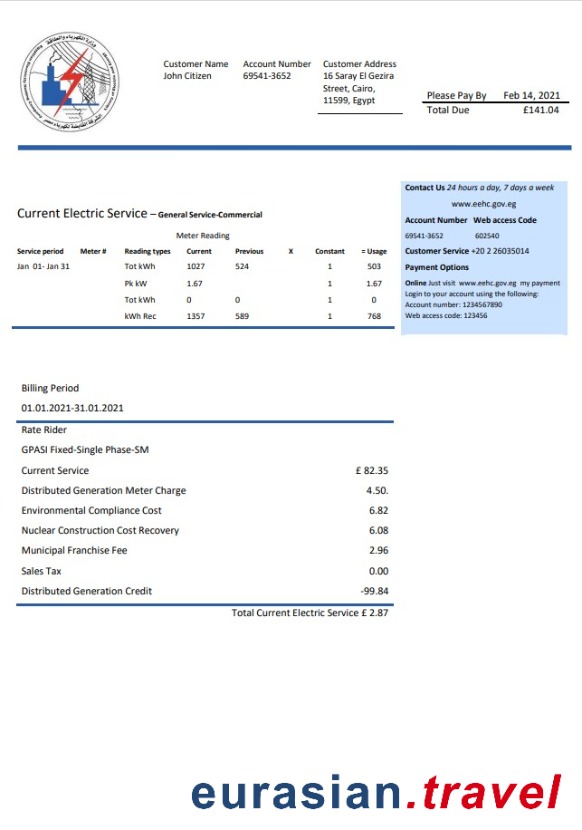 Customer Name Account Number Customer Address
John Citizen 69541-3652 16 Saray El Gezira
Street, Cairo,
11599, Egypt
Please Pay By Feb 14, 2021
Total Due £141.04
Contact Us 24 hours a day, 7 days a week
www.eehc.gov.eg
Account Number Web access Code
69541-3652 602540
Customer Service +20 2 26035014
Payment Options
Online Just visit www.eehc.gov.eg my payment
Login to your account using the following:
Account number: 1234567890
Web access code: 123456
Current Electric Service – General Service-Commercial
Meter Reading
Service period Meter # Reading types Current Previous X Constant = Usage
Jan 01- Jan 31 Tot kWh 1027 524 1 503
Pk kW 1.67 1 1.67
Tot kWh 0 0 1 0
kWh Rec 1357 589 1 768
Billing Period
01.01.2021-31.01.2021
Rate Rider
GPASI Fixed-Single Phase-SM
Current Service £ 82.35
Distributed Generation Meter Charge 4.50.
Environmental Compliance Cost 6.82
Nuclear Construction Cost Recovery 6.08
Municipal Franchise Fee 2.96
Sales Tax 0.00
Distributed Generation Credit -99.84
Total Current Electric Service £ 2.87
eurasian.travel